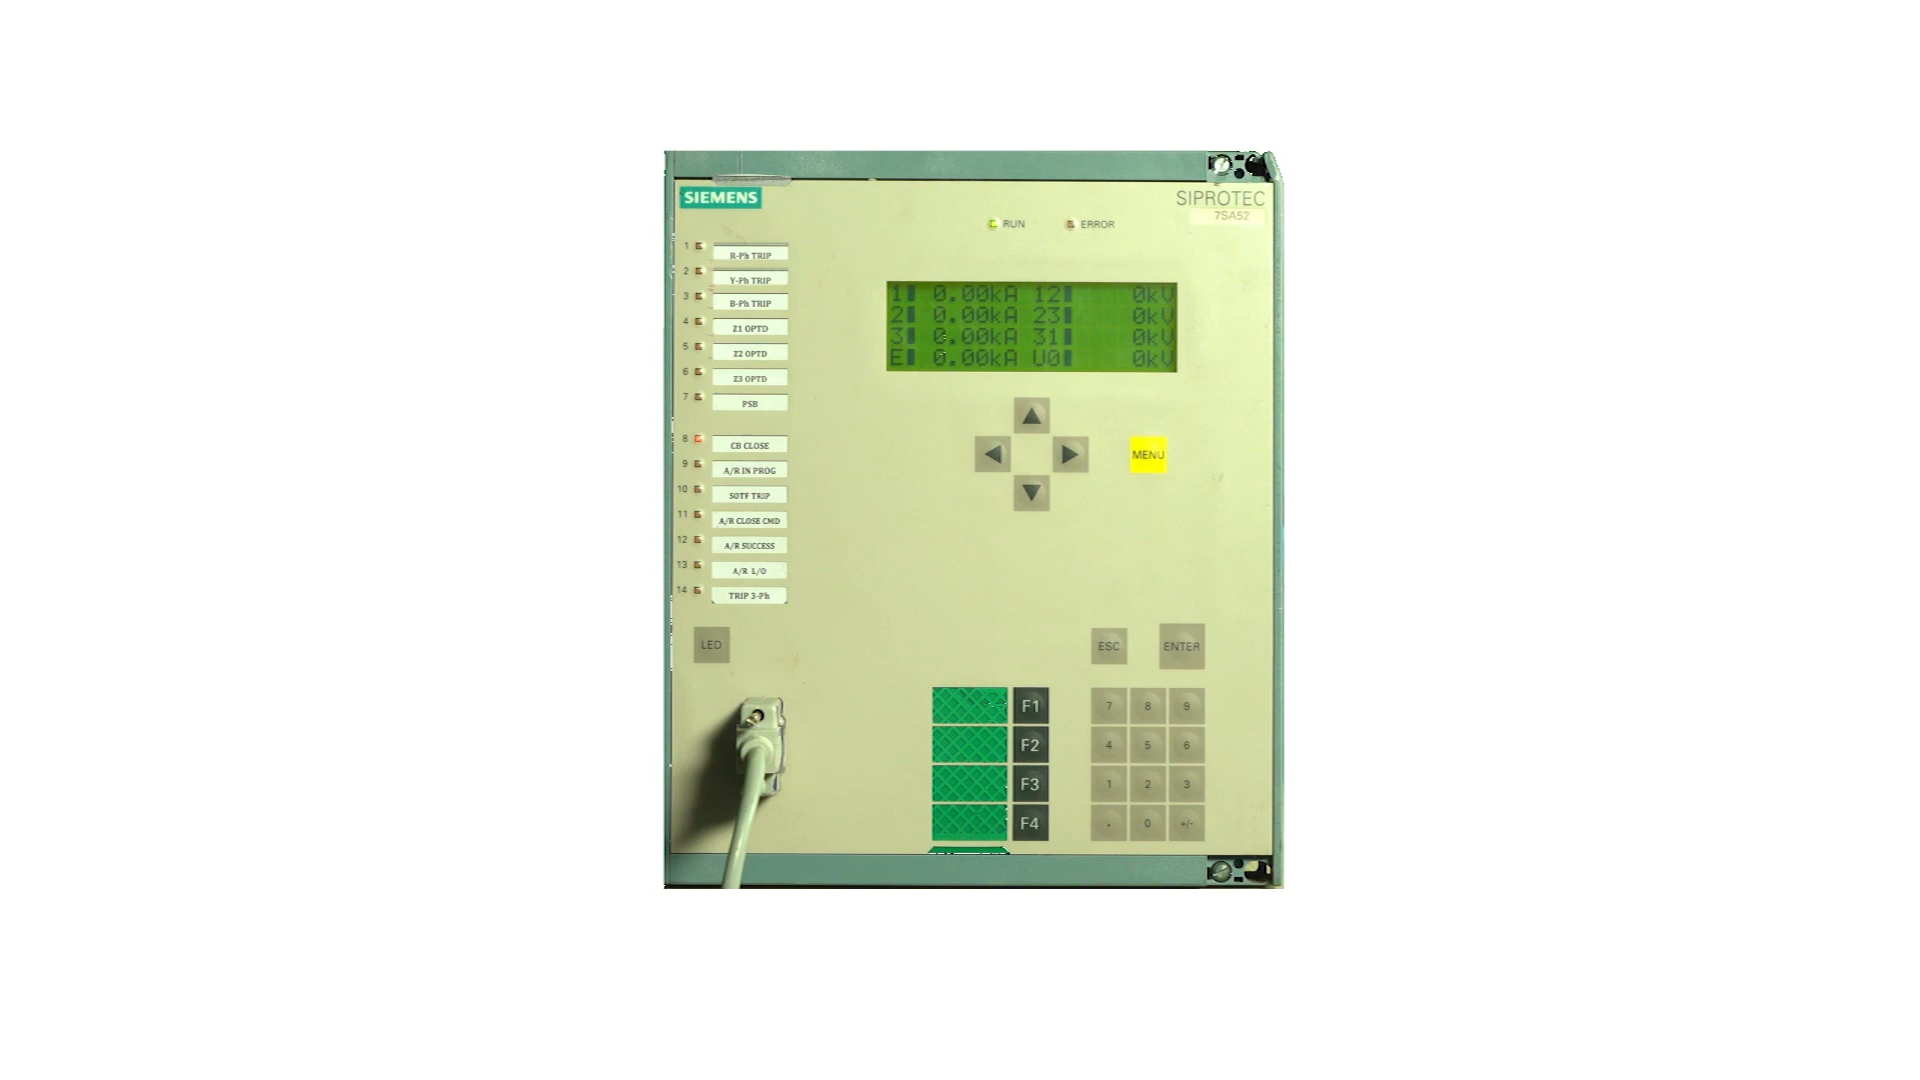 SIEMENS
SIPROTEC
7SA52
RUN
ERROR
1 R-Ph TRIP
2 Y-Ph TRIP
3 B-Ph TRIP
4 Z1 OPTD
5 Z2 OPTD
6 Z3 OPTD
7 PSB
8 CB CLOSE
9 A/R IN PROG
10 SOTF TRIP
11 A/R CLOSE CMD
12 A/R SUCCESS
13 A/R L/O
14 TRIP 3-Ph
1 0.00kA 12 0kV
2 0.00kA 23 0kV
3 0.00kA 31 0kV
E 0.00kA U0 0kV
MENU
LED
ESC
ENTER
F1
F2
F3
F4
7 8 9
4 5 6
1 2 3
. 0 +/-